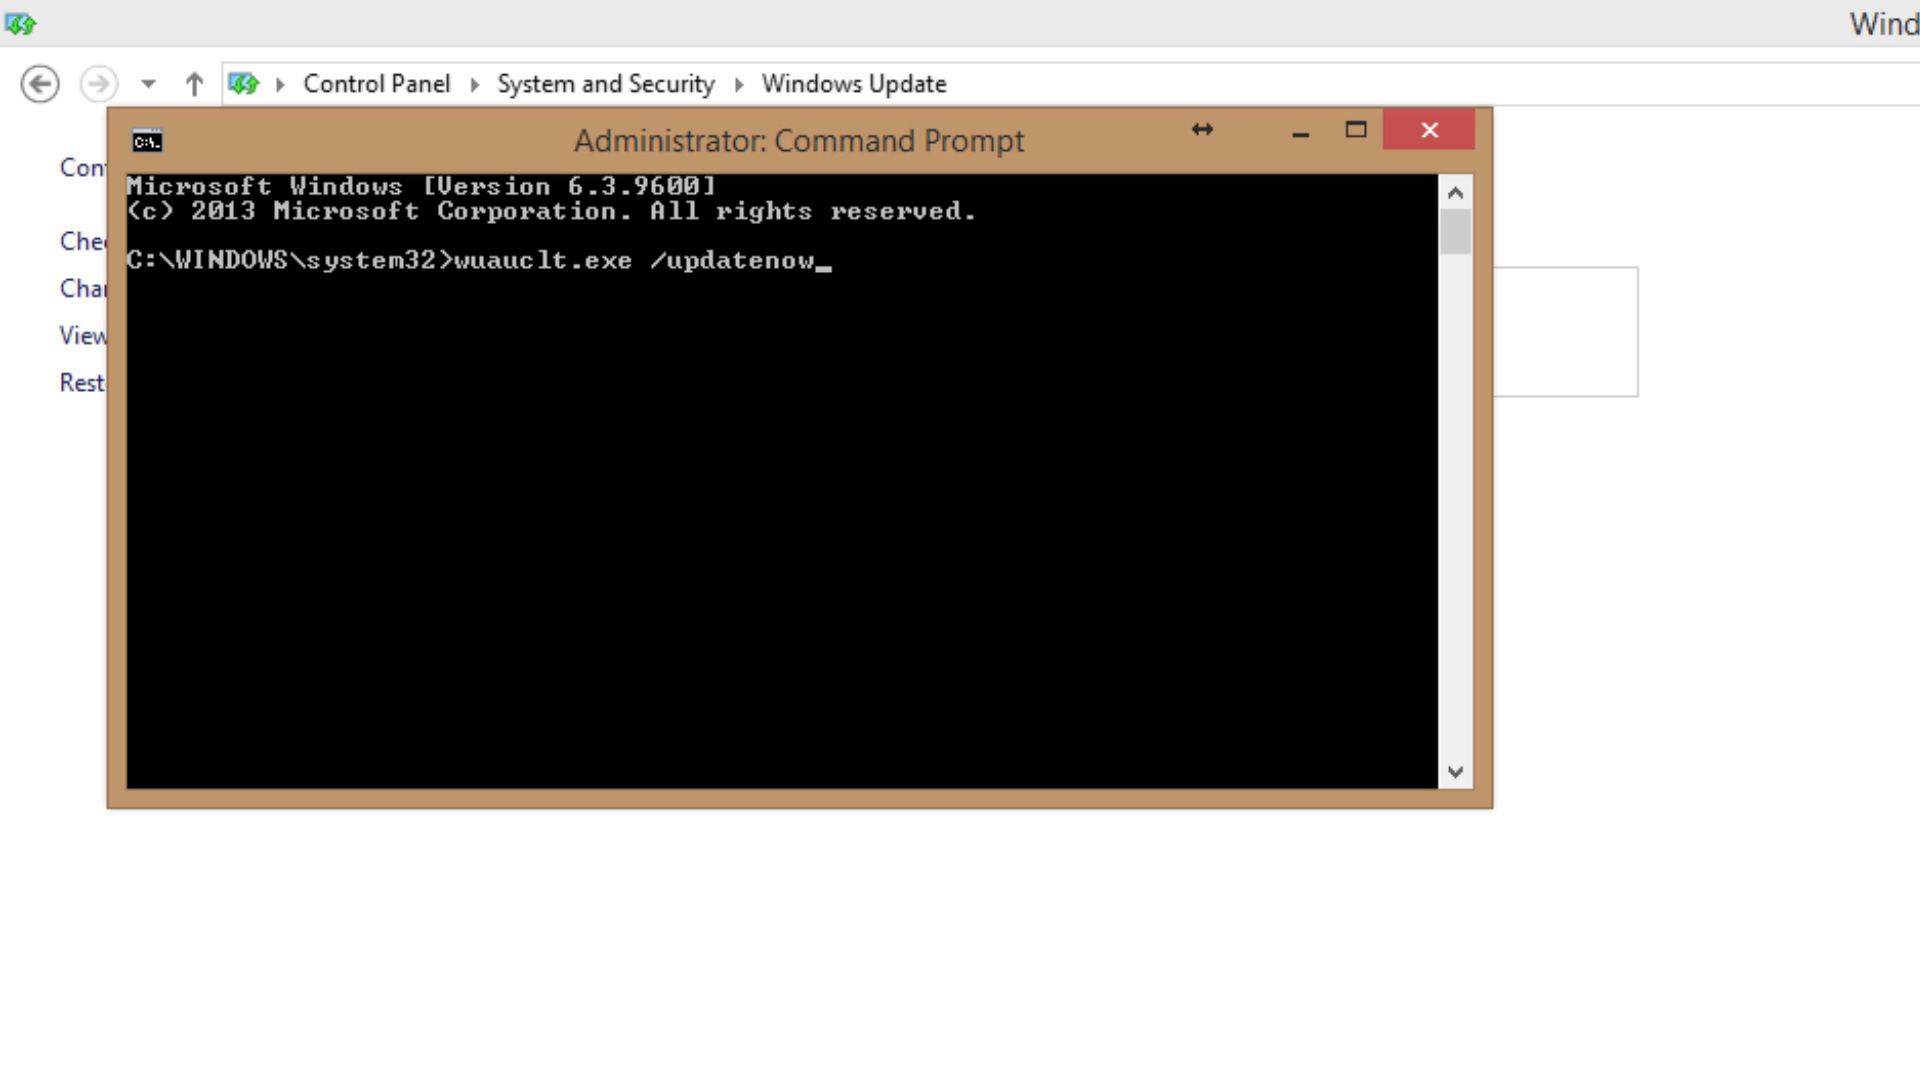 Wind
Control Panel System and Security Windows Update
Administrator: Command Prompt
Con
Microsoft Windows [Version 6.3.9600]
(c) 2013 Microsoft Corporation. All rights reserved.
Che
C:\WINDOWS\system32>wuauclt.exe /updatenow_
Cha
View
Rest